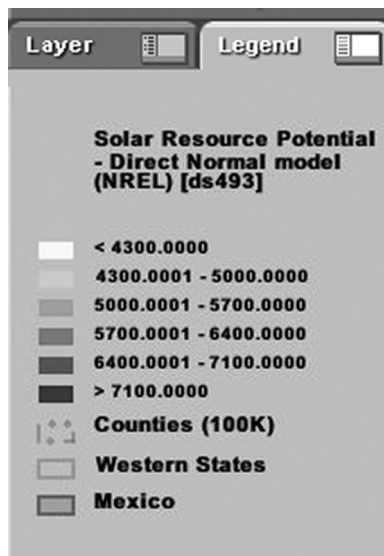 Layer Legend
Solar Resource Potential
- Direct Normal model
(NREL) [ds493]
< 4300.0000
4300.0001 - 5000.0000
5000.0001 - 5700.0000
5700.0001 - 6400.0000
6400.0001 - 7100.0000
> 7100.0000
Counties (100K)
Western States
Mexico